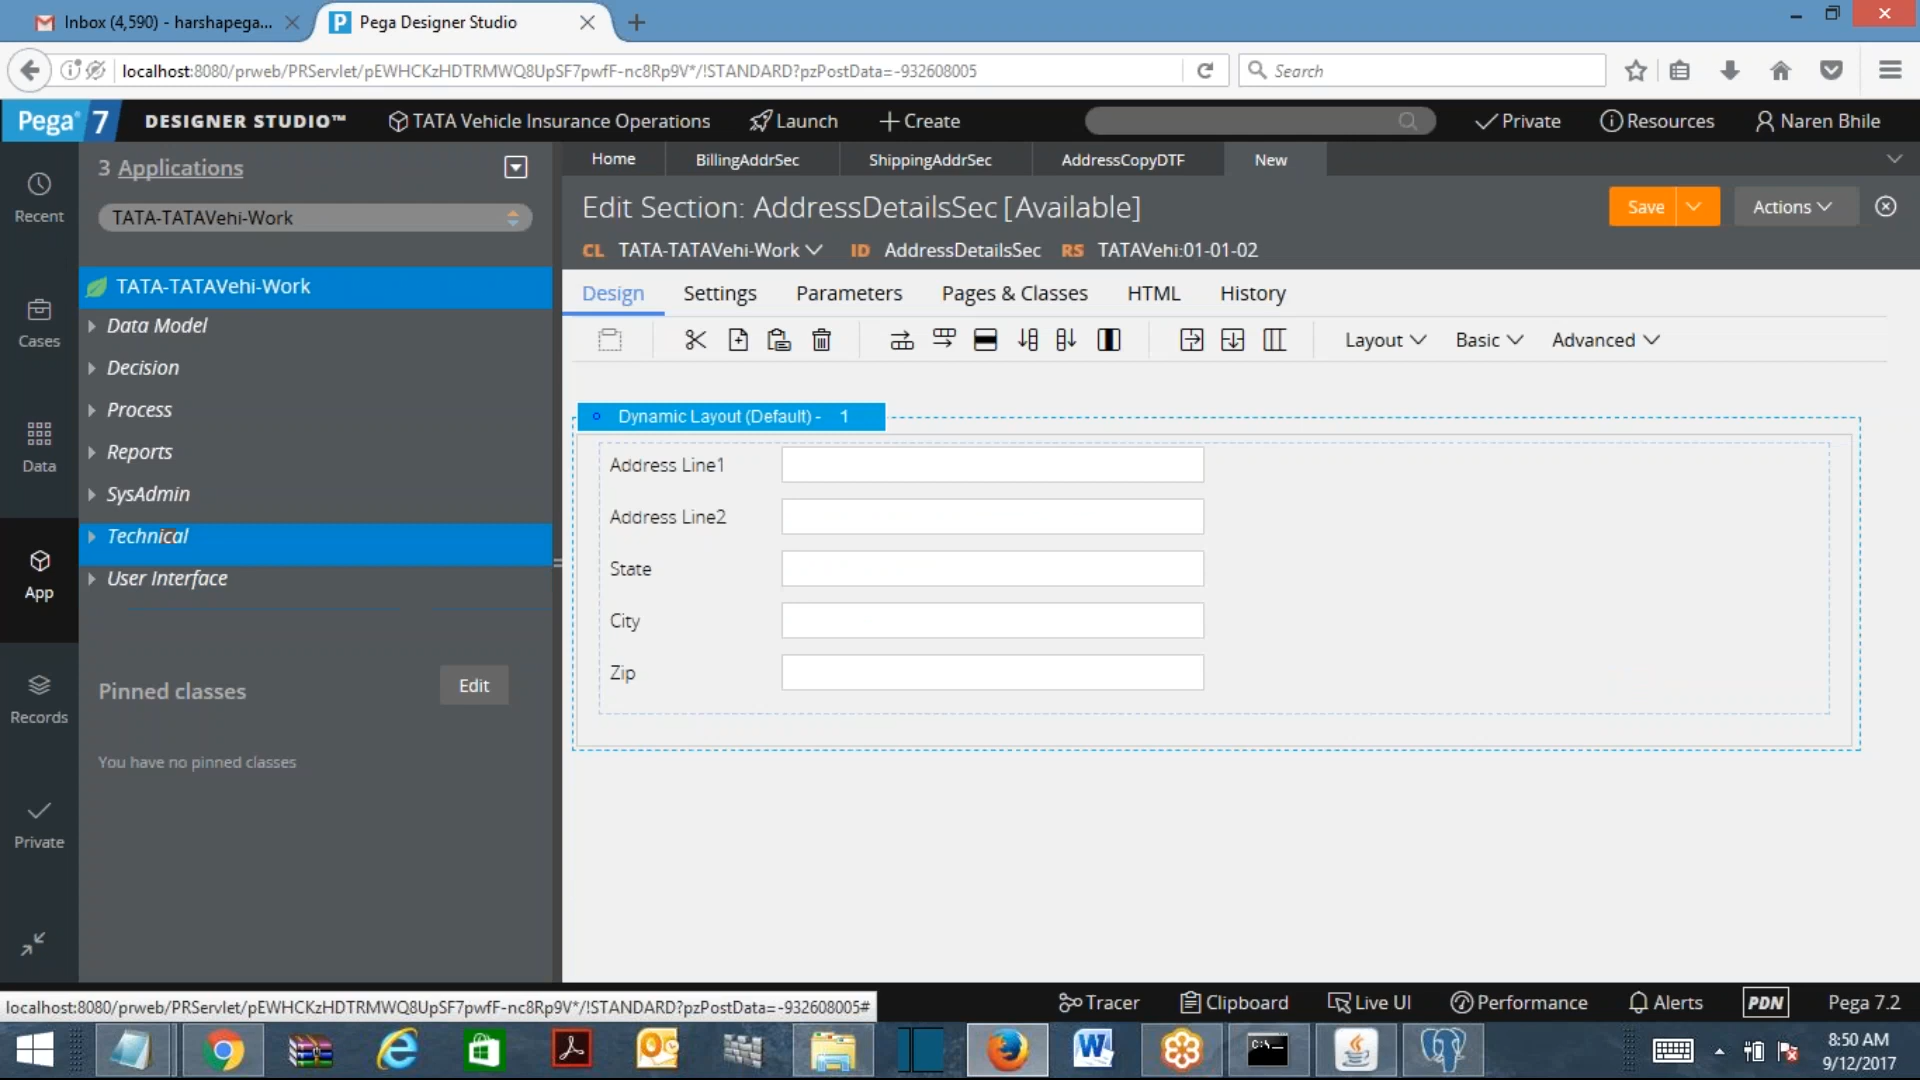 Inbox (4,590) - harshapega...
Pega Designer Studio
localhost:8080/prweb/PRServlet/pEWHCKzHDTRMWQ8UpSF7pwfF-nc8Rp9V*/!STANDARD?pzPostData=-932608005
Search
Pega 7
DESIGNER STUDIO™
TATA Vehicle Insurance Operations
Launch
Create
Private
Resources
Naren Bhile
3 Applications
TATA-TATAVehi-Work
Home
BillingAddrSec
ShippingAddrSec
AddressCopyDTF
New
Edit Section: AddressDetailsSec [Available]
Save
Actions
CL TATA-TATAVehi-Work ID AddressDetailsSec RS TATAVehi:01-01-02
Design
Settings
Parameters
Pages & Classes
HTML
History
Layout
Basic
Advanced
Recent
Cases
Data
App
Records
Private
TATA-TATAVehi-Work
Data Model
Decision
Process
Reports
SysAdmin
Technical
User Interface
Pinned classes
Edit
You have no pinned classes
Dynamic Layout (Default) - 1
Address Line1
Address Line2
State
City
Zip
localhost:8080/prweb/PRServlet/pEWHCKzHDTRMWQ8UpSF7pwfF-nc8Rp9V*/!STANDARD?pzPostData=-932608005#
Tracer
Clipboard
Live UI
Performance
Alerts
PDN
Pega 7.2
8:50 AM
9/12/2017